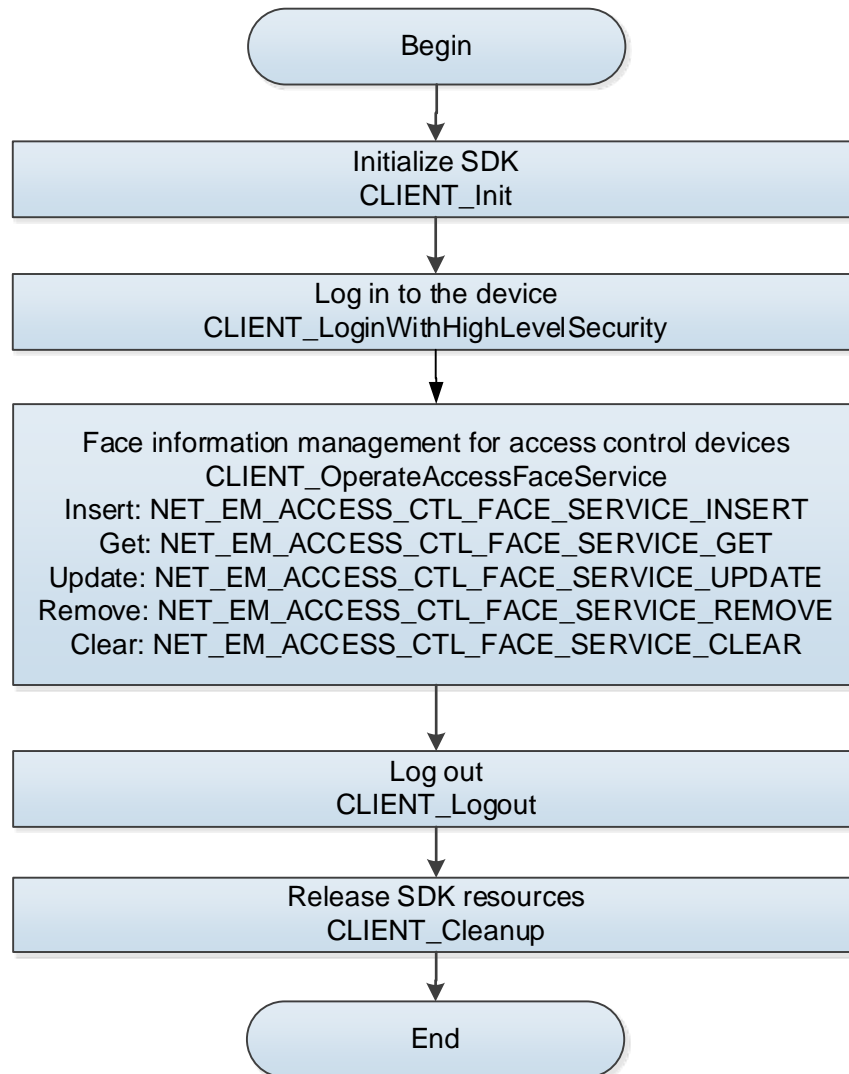 Begin
Initialize SDK
CLIENT_Init
Log in to the device
CLIENT_LoginWithHighLevelSecurity
Face information management for access control devices
CLIENT_OperateAccessFaceService
Insert: NET_EM_ACCESS_CTL_FACE_SERVICE_INSERT
Get: NET_EM_ACCESS_CTL_FACE_SERVICE_GET
Update: NET_EM_ACCESS_CTL_FACE_SERVICE_UPDATE
Remove: NET_EM_ACCESS_CTL_FACE_SERVICE_REMOVE
Clear: NET_EM_ACCESS_CTL_FACE_SERVICE_CLEAR
Log out
CLIENT_Logout
Release SDK resources
CLIENT_Cleanup
End